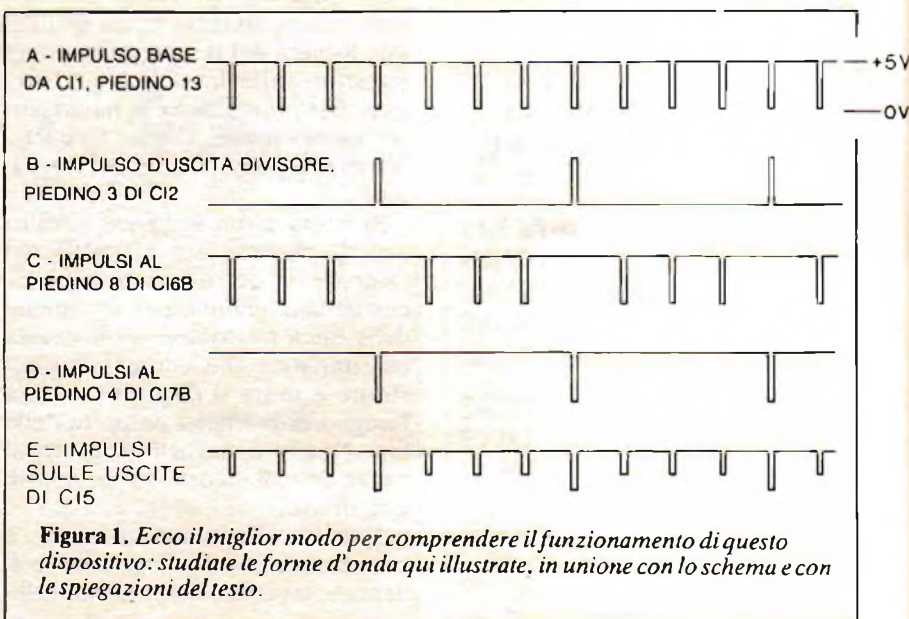 A - IMPULSO BASE
DA CI1, PIEDINO 13
+5V
0V
B - IMPULSO D'USCITA DIVISORE.
PIEDINO 3 DI CI2
C - IMPULSI AL
PIEDINO 8 DI CI6B
D - IMPULSI AL
PIEDINO 4 DI CI7B
E - IMPULSI
SULLE USCITE
DI CI5
Figura 1. Ecco il miglior modo per comprendere il funzionamento di questo
dispositivo: studiate le forme d'onda qui illustrate, in unione con lo schema e con
le spiegazioni del testo.